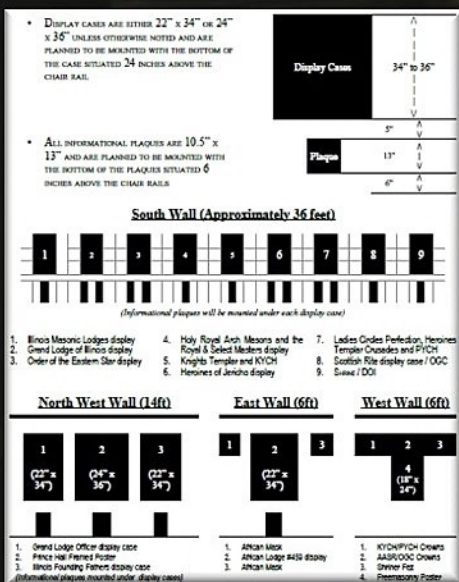 • DISPLAY CASES ARE EITHER 22" X 34" OR 24"
X 36" UNLESS OTHERWISE NOTED AND ARE
PLANNED TO BE MOUNTED WITH THE BOTTOM OF
THE CASE SITUATED 24 INCHES ABOVE THE
CHAIR RAIL
Display Cases
34" to 36"
5"
• ALL INFORMATIONAL PLAQUES ARE 10.5" X
13" AND ARE PLANNED TO BE MOUNTED WITH
THE BOTTOM OF THE PLAQUES SITUATED 6
INCHES ABOVE THE CHAIR RAILS
Plaque
13"
6"
South Wall (Approximately 36 feet)
1 2 3 4 5 6 7 8 9
(Informational plaques will be mounted under each display case)
1. Illinois Masonic Lodges display
2. Grand Lodge of Illinois display
3. Order of the Eastern Star display
4. Holy Royal Arch Masons and the
Royal & Select Masters display
5. Knights Templar and KYCH
6. Heroines of Jericho display
7. Ladies Circles Perfection, Heroines
Templar Crusades and PYCH
8. Scottish Rite display case / OGC
9. Shrine / DOI
North West Wall (14ft)
1 2 3
(22" x (24" x (22" x
34") 36") 34")
1. Grand Lodge Officer display case
2. Prince Hall Framed Poster
3. Illinois Founding Fathers display case
(Informational plaques mounted under display cases)
East Wall (6ft)
1 2 3
(22" x
34")
1. African Mask
2. African Lodge #459 display
3. African Mask
West Wall (6ft)
1 2 3
4
(18" x
24")
1. KYCH/PYCH Crowns
2. AASR/OGC Crowns
3. Shriner Fez
4. Freemasonry Poster